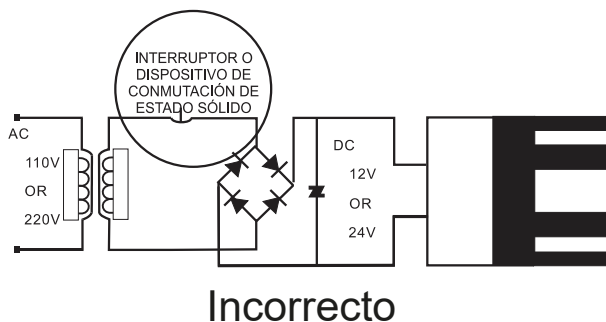 INTERRUPTOR O
DISPOSITIVO DE
CONMUTACIÓN DE
ESTADO SÓLIDO
AC
110V
OR
220V
DC
12V
OR
24V
Incorrecto